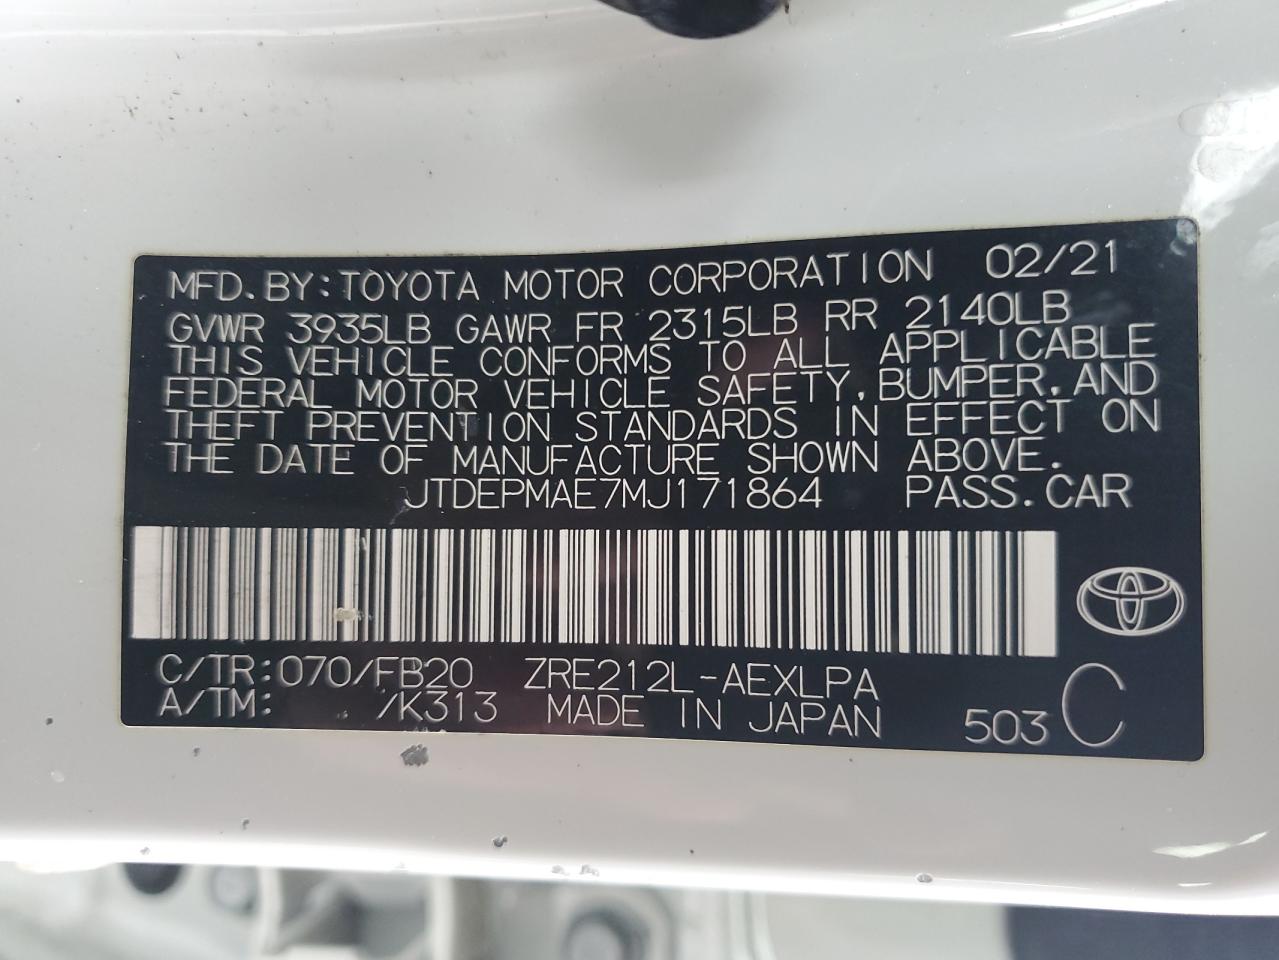 MFD. BY: TOYOTA MOTOR CORPORATION 02/21
GVWR 3935LB GAWR FR 2315LB RR 2140LB
THIS VEHICLE CONFORMS TO ALL APPLICABLE
FEDERAL MOTOR VEHICLE SAFETY, BUMPER, AND
THEFT PREVENTION STANDARDS IN EFFECT ON
THE DATE OF MANUFACTURE SHOWN ABOVE.
JTDEPMAE7MJ171864 PASS. CAR
C/TR: 070/FB20 ZRE212L-AEXLPA
A/TM: /K313 MADE IN JAPAN 503 C